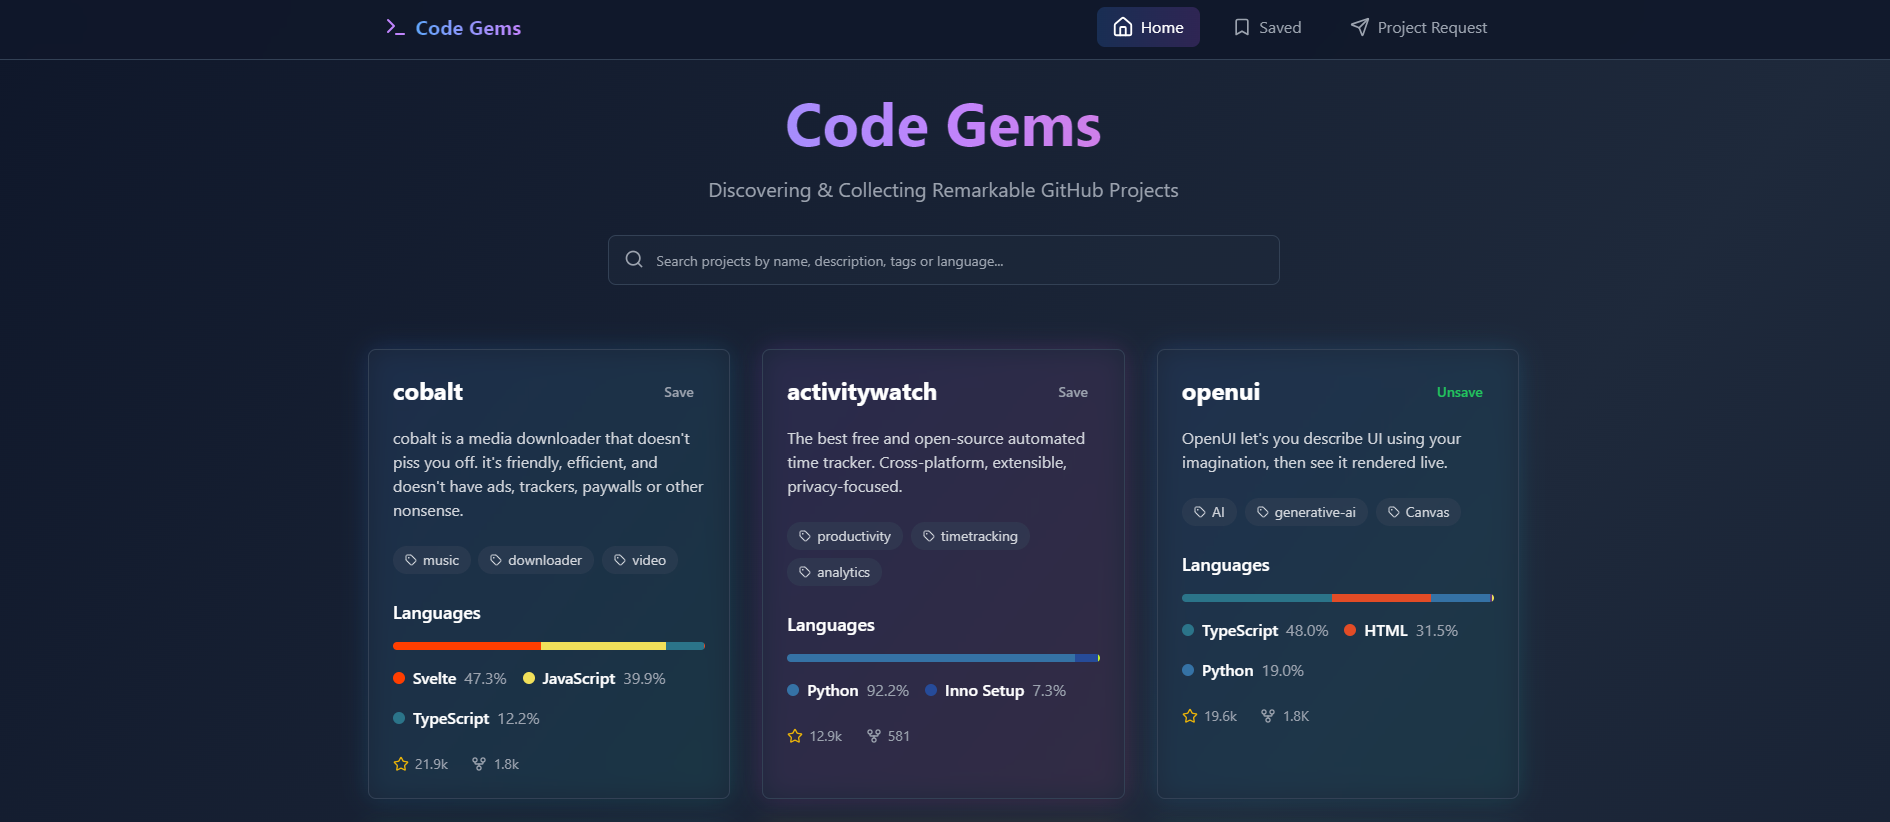 Code Gems
Home
Saved
Project Request
Code Gems
Discovering & Collecting Remarkable GitHub Projects
Search projects by name, description, tags or language...
cobalt
Save
cobalt is a media downloader that doesn't
piss you off. it's friendly, efficient, and
doesn't have ads, trackers, paywalls or other
nonsense.
music
downloader
video
Languages
Svelte 47.3%
JavaScript 39.9%
TypeScript 12.2%
21.9k
1.8k
activitywatch
Save
The best free and open-source automated
time tracker. Cross-platform, extensible,
privacy-focused.
productivity
timetracking
analytics
Languages
Python 92.2%
Inno Setup 7.3%
12.9k
581
openui
Unsave
OpenUI let's you describe UI using your
imagination, then see it rendered live.
AI
generative-ai
Canvas
Languages
TypeScript 48.0%
HTML 31.5%
Python 19.0%
19.6k
1.8K